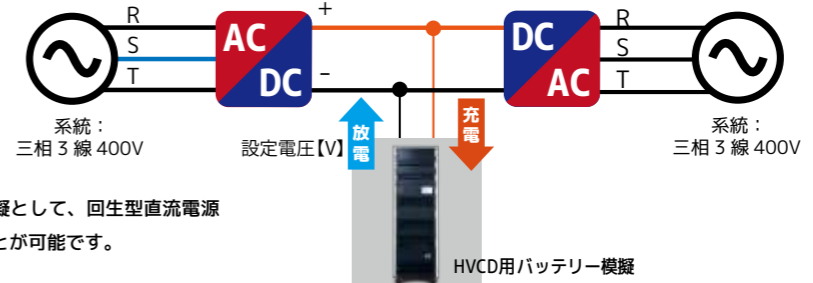 R
S
T
AC
DC
+
-
DC
AC
R
S
T
系統：
三相 3 線 400V
設定電圧【V】
放電
充電
系統：
三相 3 線 400V
擬として、回生型直流電源
とが可能です。
HVCD用バッテリー模擬